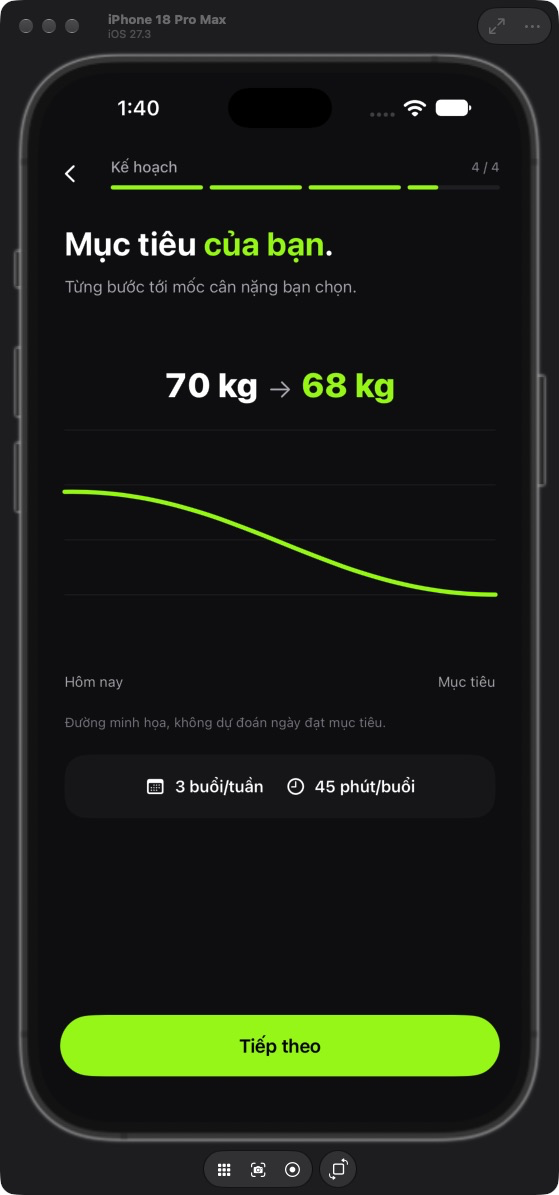 iPhone 18 Pro Max
iOS 27.3
1:40
Kế hoạch
4 / 4
Mục tiêu của bạn.
Từng bước tới mốc cân nặng bạn chọn.
70 kg → 68 kg
Hôm nay
Mục tiêu
Đường minh họa, không dự đoán ngày đạt mục tiêu.
3 buổi/tuần 45 phút/buổi
Tiếp theo